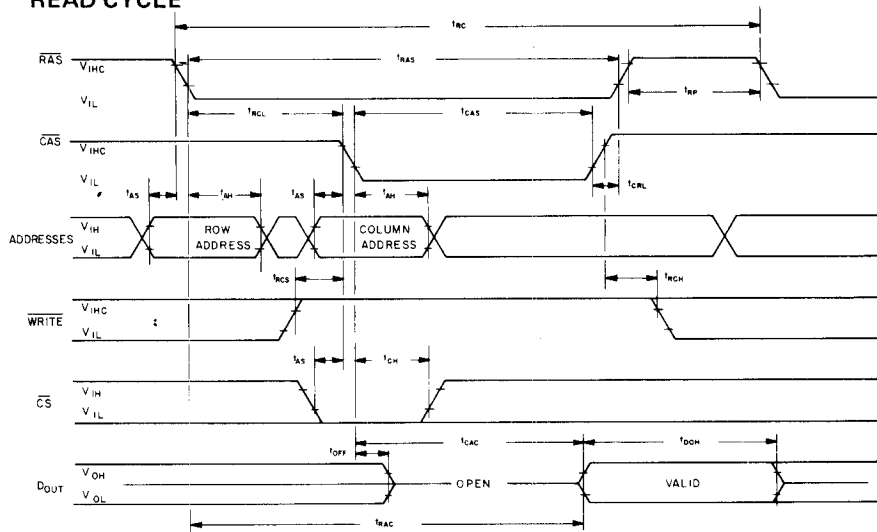 READ CYCLE
tRC
RAS
VIHC
VIL
tRAS
tRP
tRCL
tCAS
CAS
VIHC
VIL
tCRL
tAS
tAH
tAS
tAH
ADDRESSES
VIH
VIL
ROW
ADDRESS
COLUMN
ADDRESS
tRCS
tRCH
WRITE
VIHC
VIL
tAS
tCH
CS
VIH
VIL
tCAC
tDOH
tOFF
DOUT
VOH
VOL
OPEN
VALID
tRAC